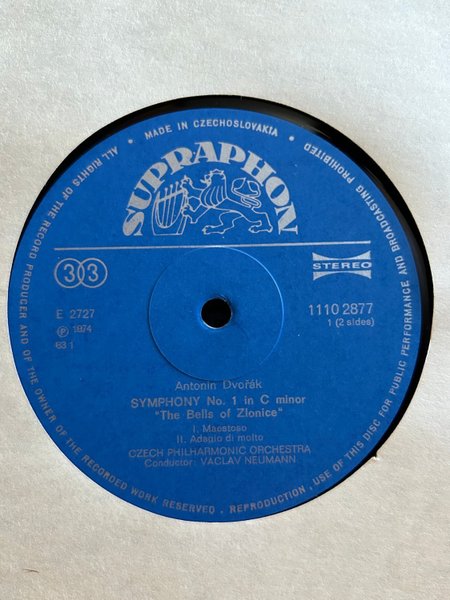 ALL RIGHTS OF THE RECORD PRODUCER AND OF THE OWNER OF THE RECORDED WORK RESERVED • REPRODUCTION, USE OF THIS DISC FOR PUBLIC PERFORMANCE AND BROADCASTING PROHIBITED
• MADE IN CZECHOSLOVAKIA •
SUPRAPHON
33
STEREO
E 2727
℗ 1974
83 1
1110 2877
1 (2 sides)
Antonín Dvořák
SYMPHONY No. 1 in C minor
"The Bells of Zlonice"
I. Maestoso
II. Adagio di molto
CZECH PHILHARMONIC ORCHESTRA
Conductor: VÁCLAV NEUMANN